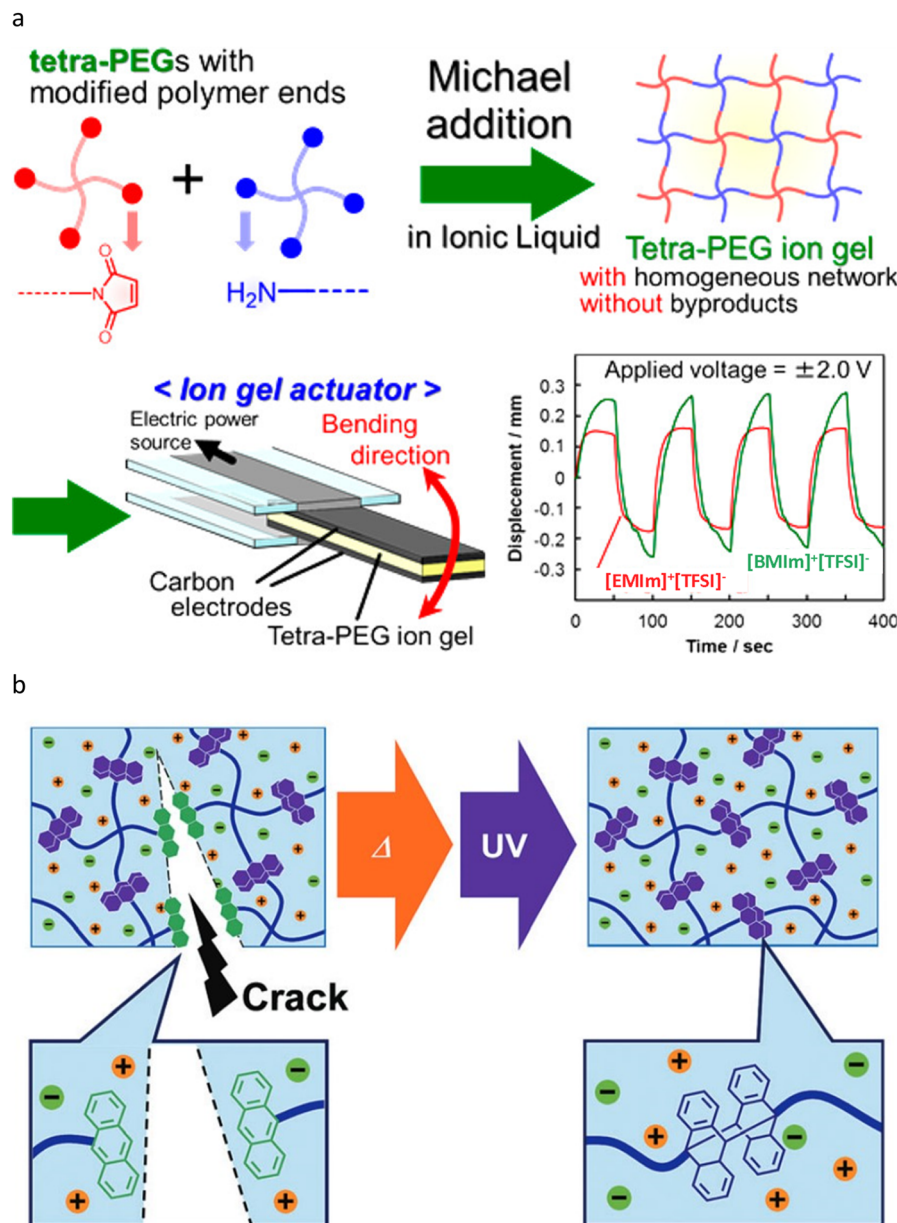 a
tetra-PEGs with
modified polymer ends
+
N
O
O
H₂N
Michael
addition
in Ionic Liquid
Tetra-PEG ion gel
with homogeneous network
without byproducts
< Ion gel actuator >
Electric power
source
Bending
direction
Carbon
electrodes
Tetra-PEG ion gel
Applied voltage = ±2.0 V
Displecement / mm
0.3
0.2
0.1
0
-0.1
-0.2
-0.3
[EMIm]⁺[TFSI]⁻
[BMIm]⁺[TFSI]⁻
0 100 200 300 400
Time / sec
b
Δ
UV
Crack